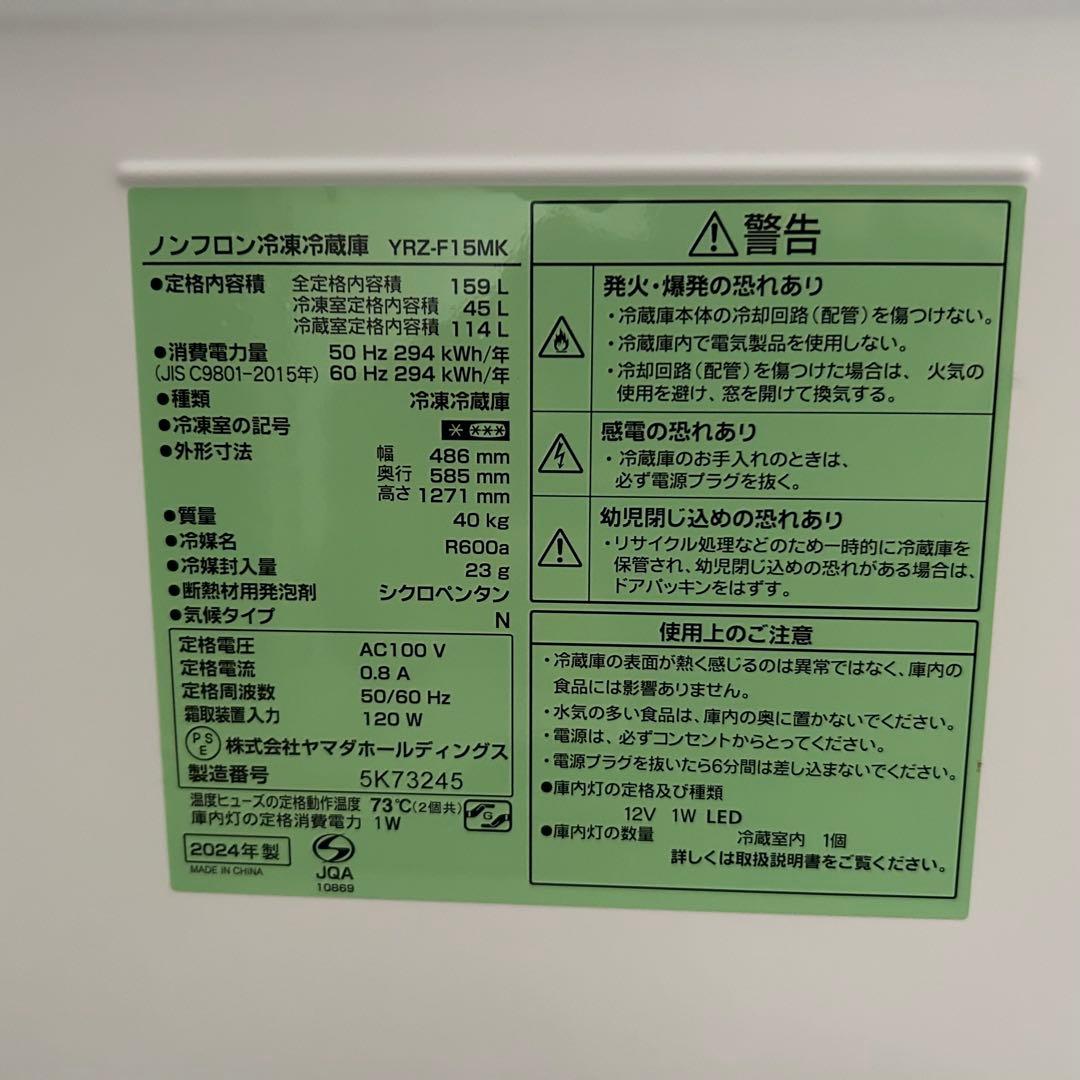 ノンフロン冷凍冷蔵庫 YRZ-F15MK
●定格内容積 全定格内容積 159 L
冷凍室定格内容積 45 L
冷蔵室定格内容積 114 L
●消費電力量 50 Hz 294 kWh/年
(JIS C9801-2015年) 60 Hz 294 kWh/年
●種類 冷凍冷蔵庫
●冷凍室の記号 * ***
●外形寸法 幅 486 mm
奥行 585 mm
高さ 1271 mm
●質量 40 kg
●冷媒名 R600a
●冷媒封入量 23 g
●断熱材用発泡剤 シクロペンタン
●気候タイプ N
定格電圧 AC100 V
定格電流 0.8 A
定格周波数 50/60 Hz
霜取装置入力 120 W
PSE 株式会社ヤマダホールディングス
製造番号 5K73245
温度ヒューズの定格動作温度 73℃(2個共)
庫内灯の定格消費電力 1W
G
2024年製
MADE IN CHINA
JQA
10869
警告
発火・爆発の恐れあり
・冷蔵庫本体の冷却回路(配管)を傷つけない。
・冷蔵庫内で電気製品を使用しない。
・冷却回路(配管)を傷つけた場合は、火気の
使用を避け、窓を開けて換気する。
感電の恐れあり
・冷蔵庫のお手入れのときは、
必ず電源プラグを抜く。
幼児閉じ込めの恐れあり
・リサイクル処理などのため一時的に冷蔵庫を
保管され、幼児閉じ込めの恐れがある場合は、
ドアパッキンをはずす。
使用上のご注意
・冷蔵庫の表面が熱く感じるのは異常ではなく、庫内の
食品には影響ありません。
・水気の多い食品は、庫内の奥に置かないでください。
・電源は、必ずコンセントからとってください。
・電源プラグを抜いたら6分間は差し込まないでください。
●庫内灯の定格及び種類
12V 1W LED
●庫内灯の数量 冷蔵室内 1個
詳しくは取扱説明書をご覧ください。